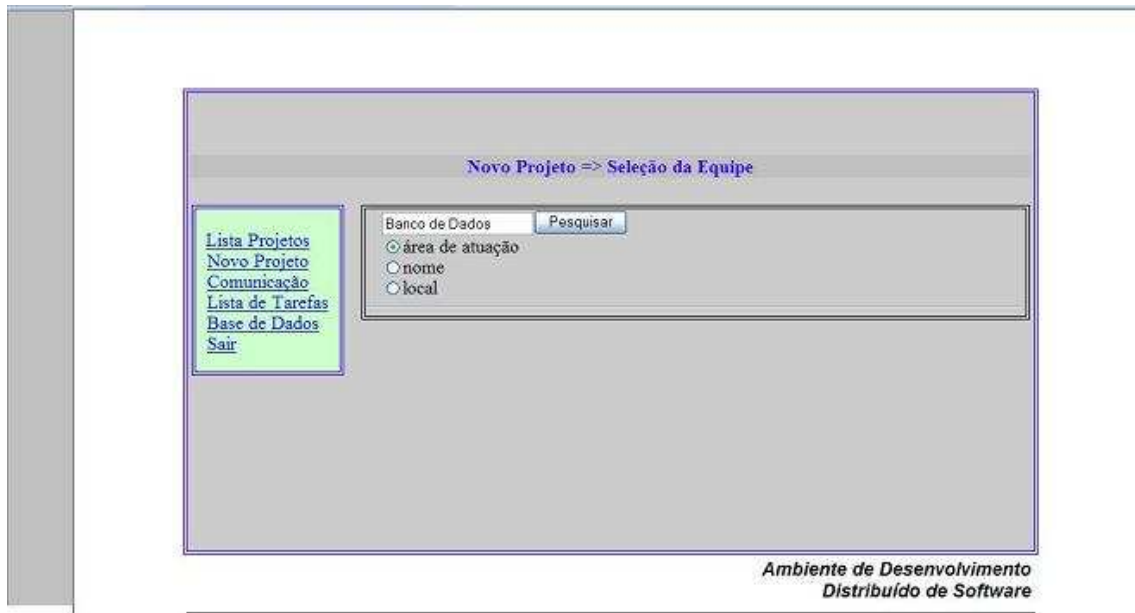 Novo Projeto => Seleção da Equipe
Lista Projetos
Novo Projeto
Comunicação
Lista de Tarefas
Base de Dados
Sair
Banco de Dados Pesquisar
área de atuação
nome
local
Ambiente de Desenvolvimento
Distribuído de Software